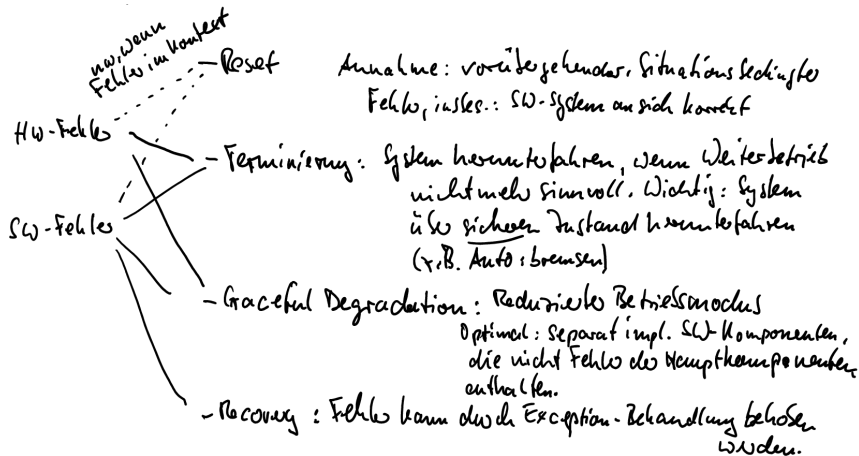 nur, wenn
Fehler im Kontext
- Reset
Annahme: vorübergehender, Situationsbedingter
Fehler, insbes.: SW-System an sich korrekt
HW-Fehler
- Terminierung: System herunterfahren, wenn Weiterbetrieb
nicht mehr sinnvoll. Wichtig: System
über sicheren Zustand herunterfahren
(z.B. Auto: bremsen)
SW-Fehler
- Graceful Degradation: Reduzierter Betriebsmodus
Optimal: Separat impl. SW-Komponenten,
die nicht Fehler der Hauptkomponenten
enthalten.
- Recovery: Fehler kann durch Exception-Behandlung behoben
werden.